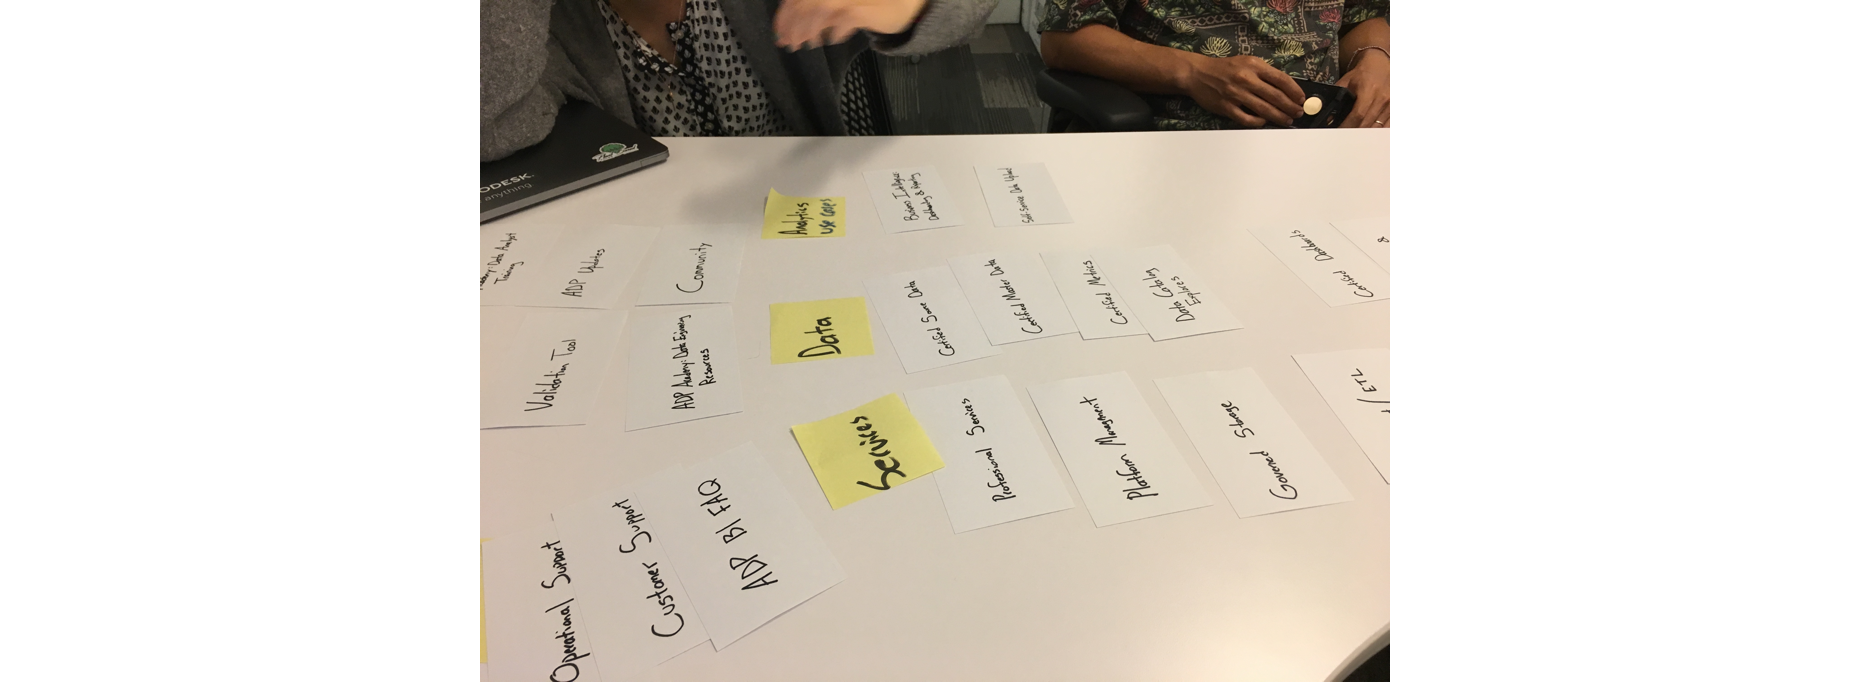 ODESK.
anything.
Analytics
use cases
Business Intelligence:
Dashboarding & Reporting
Self-Service Data Upload
Data Analyst
Training
ADP Updates
Community
Validation Tool
ADP Academy: Data Engineering
Resources
Data
Certified Source Data
Certified Master Data
Certified Metrics
Data Catalog
Explorer
Certified Dashboards
&
Services
Professional Services
Platform Management
Governed Storage
/ ETL
Operational Support
Customer Support
ADP BI FAQ